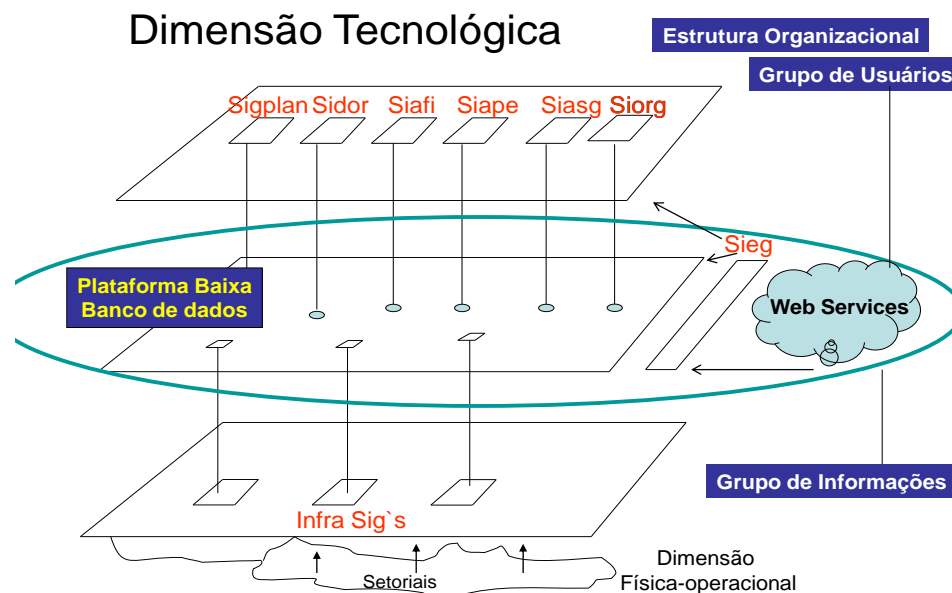 Dimensão Tecnológica
Estrutura Organizacional
Grupo de Usuários
Sigplan Sidor Siafi Siape Siasg Siorg
Sieg
Plataforma Baixa
Banco de dados
Web Services
Grupo de Informações
Infra Sig`s
Setoriais
Dimensão
Física-operacional